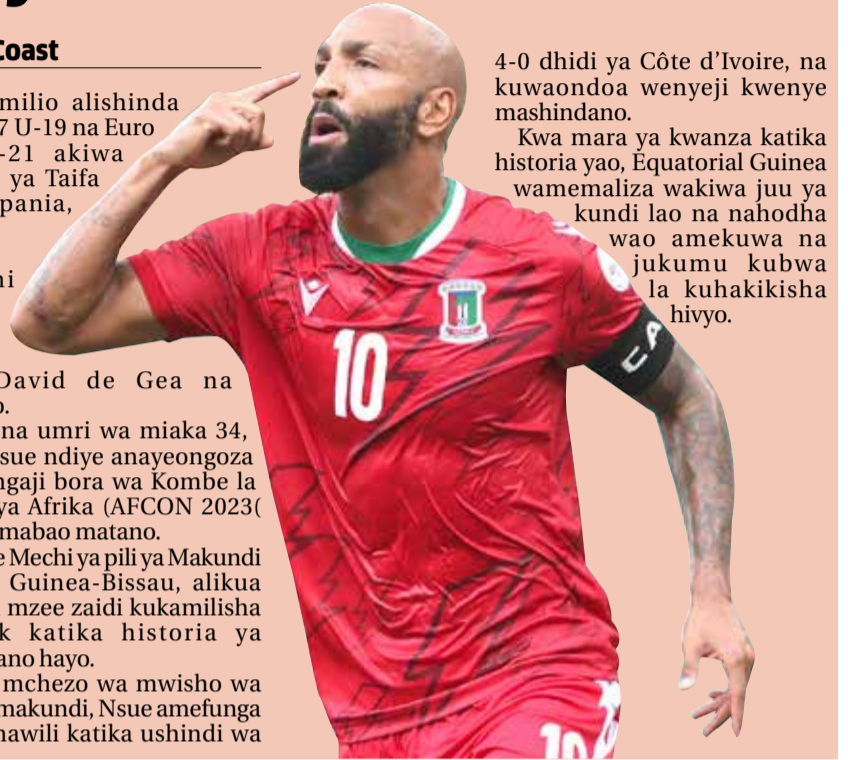 Coast
milio alishinda
7 U-19 na Euro
-21 akiwa
ya Taifa
pania,
ni
David de Gea na
o.
na umri wa miaka 34,
sue ndiye anayeongoza
ngaji bora wa Kombe la
ya Afrika (AFCON 2023(
mabao matano.
e Mechi ya pili ya Makundi
Guinea-Bissau, alikua
mzee zaidi kukamilisha
k katika historia ya
ano hayo.
mchezo wa mwisho wa
makundi, Nsue amefunga
mawili katika ushindi wa
4-0 dhidi ya Côte d’Ivoire, na
kuwaondoa wenyeji kwenye
mashindano.
Kwa mara ya kwanza katika
historia yao, Equatorial Guinea
wamemaliza wakiwa juu ya
kundi lao na nahodha
wao amekuwa na
jukumu kubwa
la kuhakikisha
hivyo.
10
CA
10